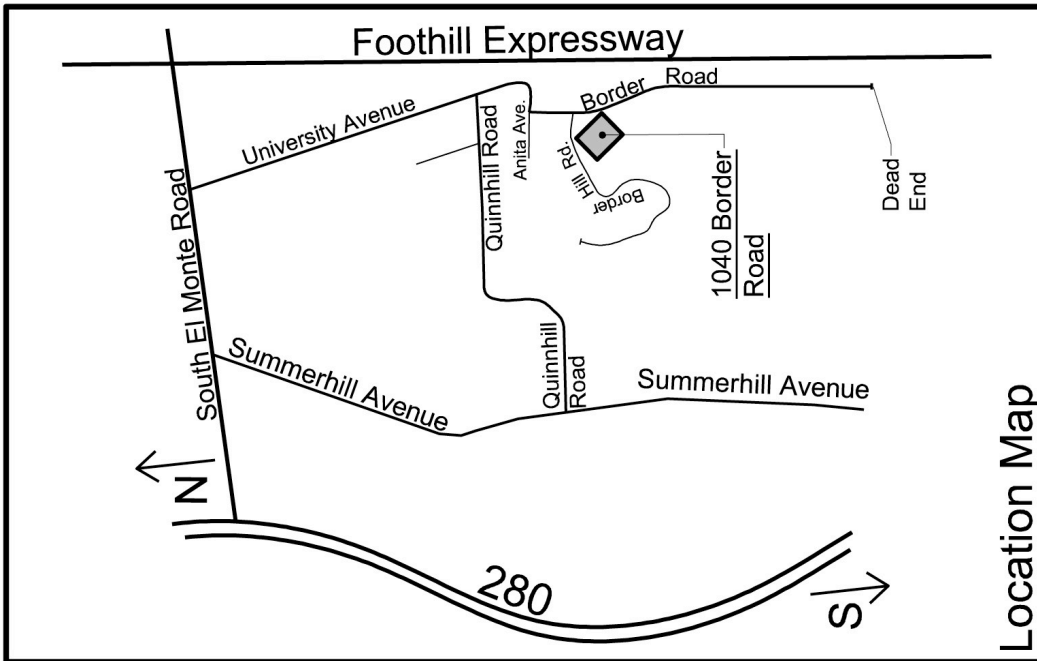 Foothill Expressway
University Avenue
Quinnhill Road
Anita Ave.
Border
Road
Hill Rd.
Border
1040 Border
Road
Dead
End
South El Monte Road
Summerhill Avenue
Quinnhill
Road
Summerhill Avenue
N
280
S
Location Map